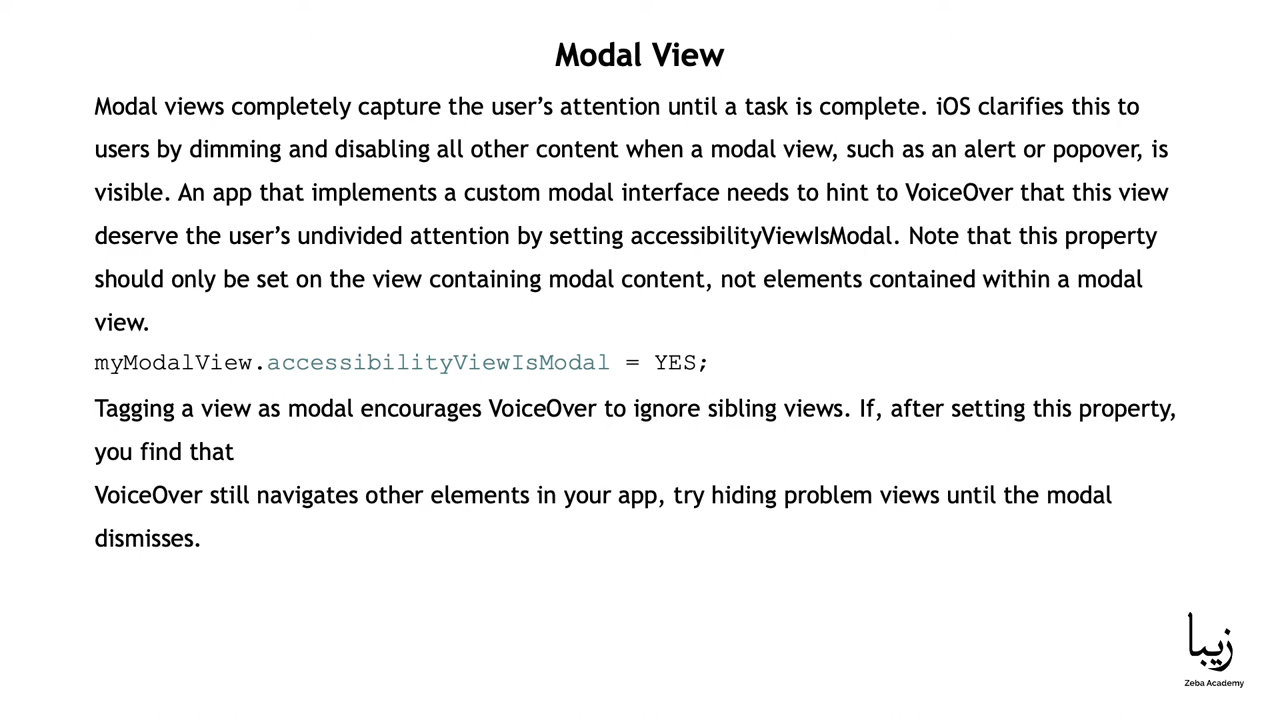 Modal View
Modal views completely capture the user’s attention until a task is complete. iOS clarifies this to
users by dimming and disabling all other content when a modal view, such as an alert or popover, is
visible. An app that implements a custom modal interface needs to hint to VoiceOver that this view
deserve the user’s undivided attention by setting accessibilityViewIsModal. Note that this property
should only be set on the view containing modal content, not elements contained within a modal
view.
myModalView.accessibilityViewIsModal = YES;
Tagging a view as modal encourages VoiceOver to ignore sibling views. If, after setting this property,
you find that
VoiceOver still navigates other elements in your app, try hiding problem views until the modal
dismisses.
زیبا
Zeba Academy